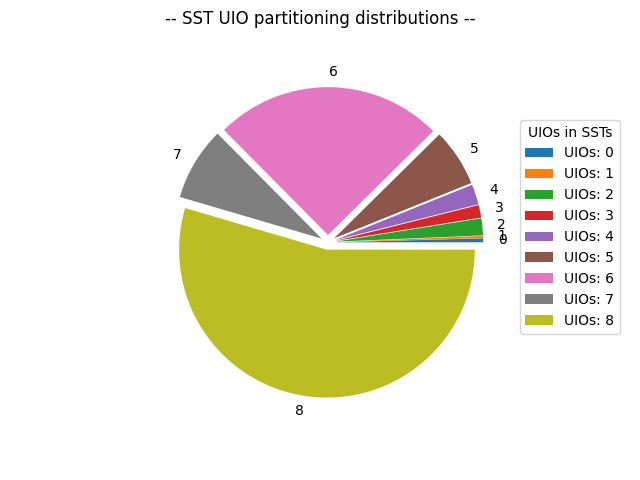 -- SST UIO partitioning distributions --
6
7
5
4
3
2
1
0
8
UIOs in SSTs
UIOs: 0
UIOs: 1
UIOs: 2
UIOs: 3
UIOs: 4
UIOs: 5
UIOs: 6
UIOs: 7
UIOs: 8